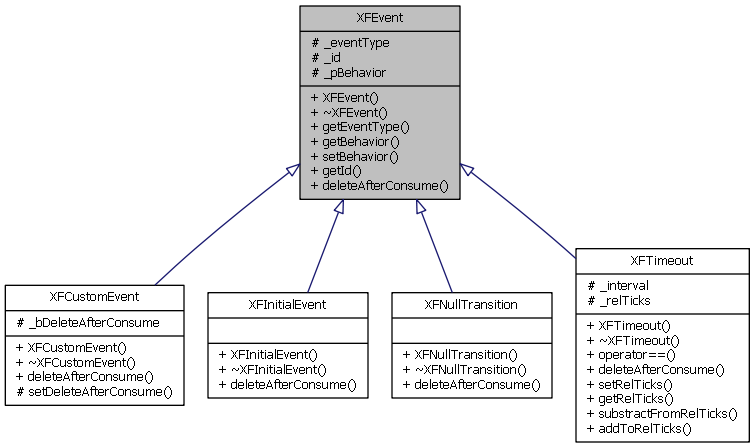 XFEvent
# _eventType
# _id
# _pBehavior
+ XFEvent()
+ ~XFEvent()
+ getEventType()
+ getBehavior()
+ setBehavior()
+ getId()
+ deleteAfterConsume()
XFCustomEvent
# _bDeleteAfterConsume
+ XFCustomEvent()
+ ~XFCustomEvent()
+ deleteAfterConsume()
# setDeleteAfterConsume()
XFInitialEvent
+ XFInitialEvent()
+ ~XFInitialEvent()
+ deleteAfterConsume()
XFNullTransition
+ XFNullTransition()
+ ~XFNullTransition()
+ deleteAfterConsume()
XFTimeout
# _interval
# _relTicks
+ XFTimeout()
+ ~XFTimeout()
+ operator==()
+ deleteAfterConsume()
+ setRelTicks()
+ getRelTicks()
+ substractFromRelTicks()
+ addToRelTicks()